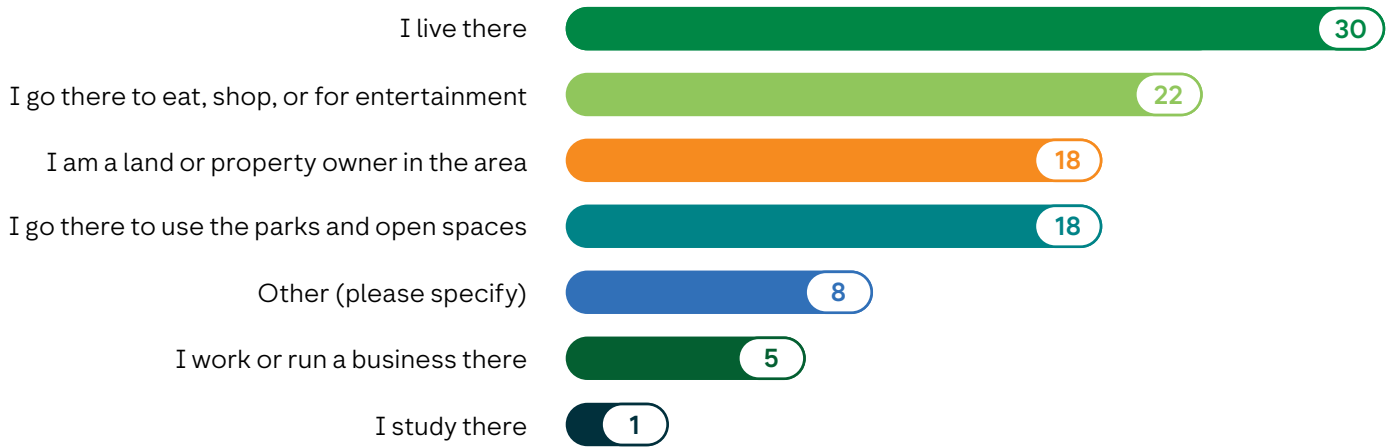 I live there 30
I go there to eat, shop, or for entertainment 22
I am a land or property owner in the area 18
I go there to use the parks and open spaces 18
Other (please specify) 8
I work or run a business there 5
I study there 1